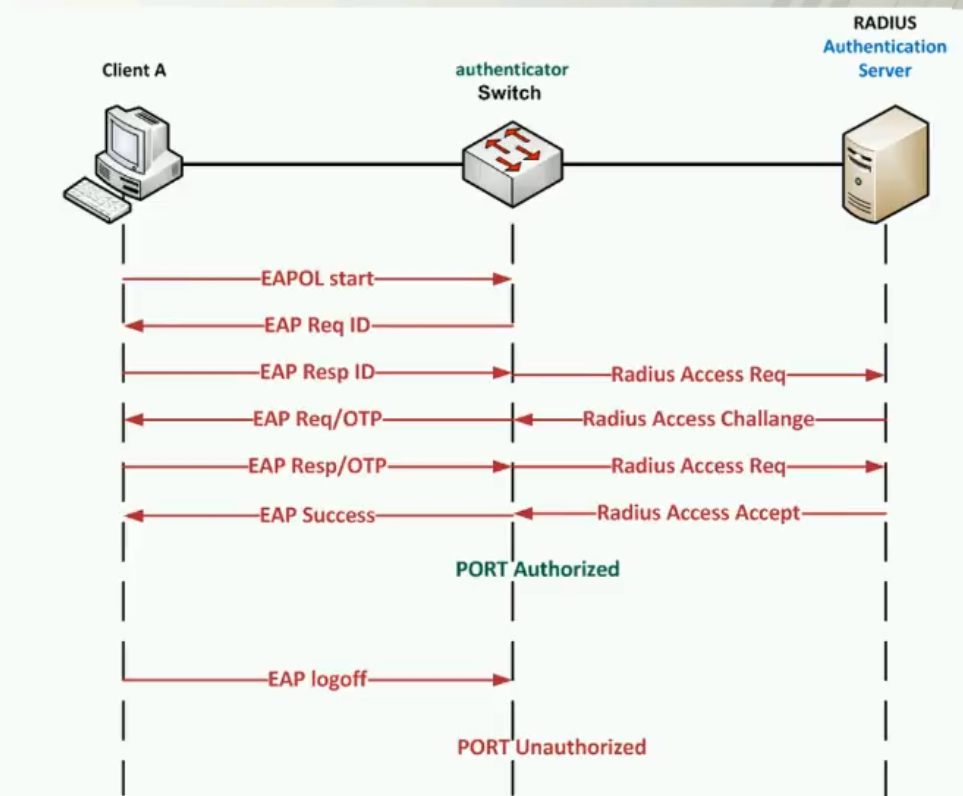 RADIUS
Authentication
Server
Client A
authenticator
Switch
EAPOL start
EAP Req ID
EAP Resp ID
Radius Access Req
EAP Req/OTP
Radius Access Challange
EAP Resp/OTP
Radius Access Req
EAP Success
Radius Access Accept
PORT Authorized
EAP logoff
PORT Unauthorized